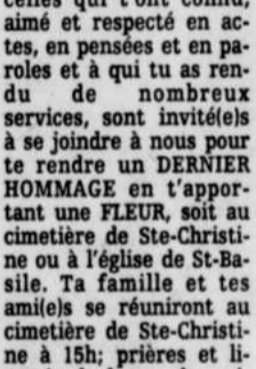 celles qui t'ont connu,
aimé et respecté en ac-
tes, en pensées et en pa-
roles et à qui tu as ren-
du de nombreux
services, sont invité(e)s
à se joindre à nous pour
te rendre un DERNIER
HOMMAGE en t'appor-
tant une FLEUR, soit au
cimetière de Ste-Christi-
ne ou à l'église de St-Ba-
sile. Ta famille et tes
ami(e)s se réuniront au
cimetière de Ste-Christi-
ne à 15h; prières et li-